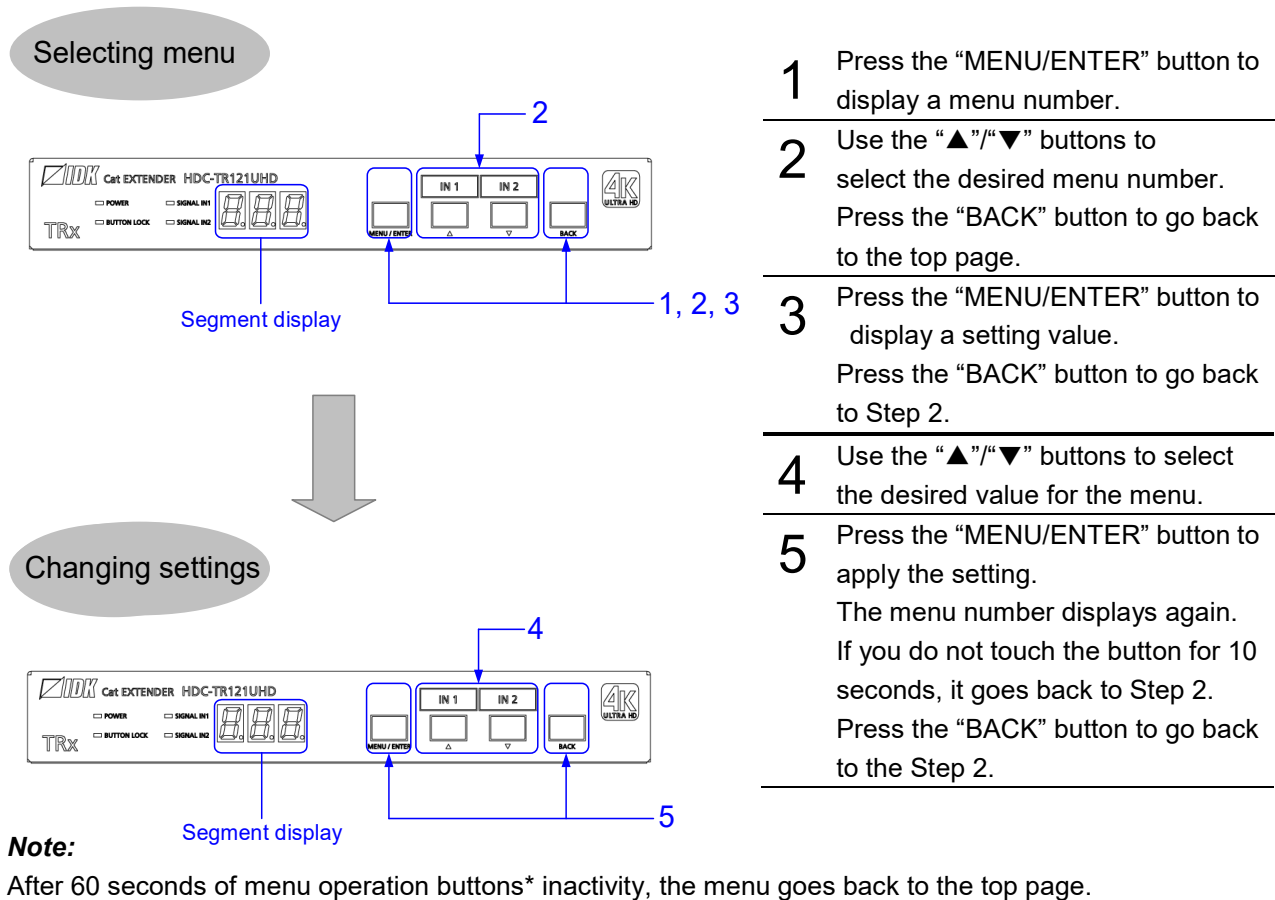 Selecting menu
2
IDK Cat EXTENDER HDC-TR121UHD
POWER
SIGNAL IN1
BUTTON LOCK
SIGNAL IN2
TRx
8.8.8.
MENU / ENTER
IN 1
IN 2
△
▽
BACK
4K
ULTRA HD
Segment display
1, 2, 3
Changing settings
4
IDK Cat EXTENDER HDC-TR121UHD
POWER
SIGNAL IN1
BUTTON LOCK
SIGNAL IN2
TRx
8.8.8.
MENU / ENTER
IN 1
IN 2
△
▽
BACK
4K
ULTRA HD
Segment display
5
1
Press the “MENU/ENTER” button to
display a menu number.
2
Use the “▲”/“▼” buttons to
select the desired menu number.
Press the “BACK” button to go back
to the top page.
3
Press the “MENU/ENTER” button to
display a setting value.
Press the “BACK” button to go back
to Step 2.
4
Use the “▲”/“▼” buttons to select
the desired value for the menu.
5
Press the “MENU/ENTER” button to
apply the setting.
The menu number displays again.
If you do not touch the button for 10
seconds, it goes back to Step 2.
Press the “BACK” button to go back
to the Step 2.
Note:
After 60 seconds of menu operation buttons* inactivity, the menu goes back to the top page.